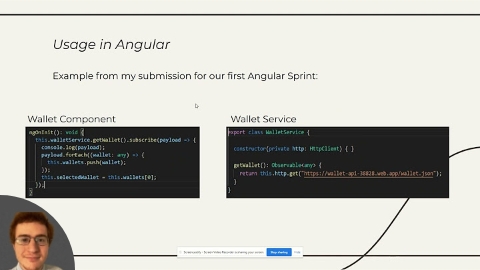 Usage in Angular
Example from my submission for our first Angular Sprint:
Wallet Component
ngOnInit(): void {
this.walletService.getWallet().subscribe(payload => {
console.log(payload);
payload.forEach((wallet: any) => {
this.wallets.push(wallet);
});
this.selectedWallet = this.wallets[0];
});
}
Wallet Service
export class WalletService {
constructor(private http: HttpClient) { }
getWallet(): Observable<any> {
return this.http.get("https://wallet-api-36028.web.app/wallet.json");
}
}
Stop sharing
Hide